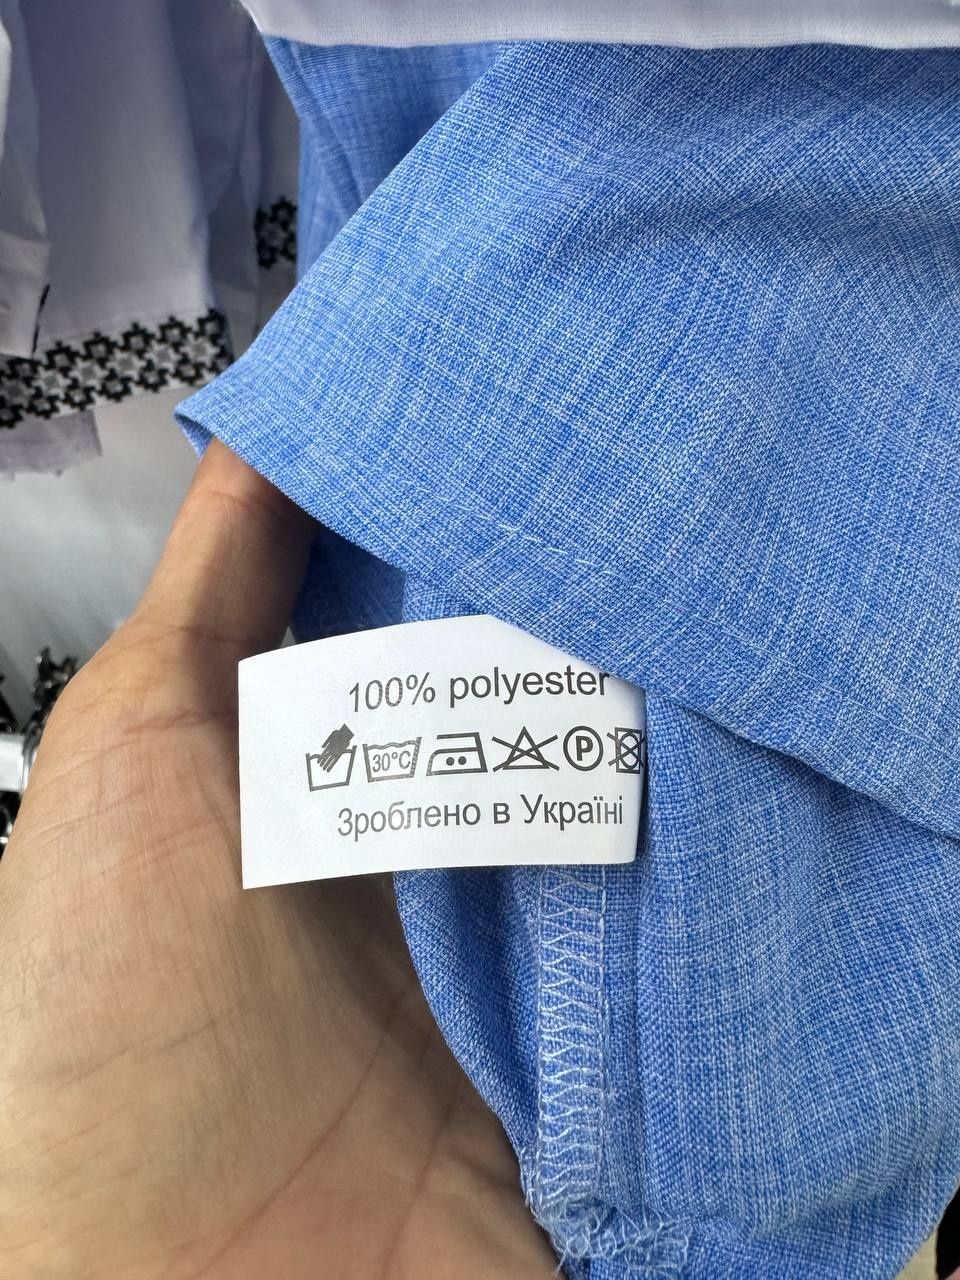 100% polyester
30°C P
Зроблено в Україні